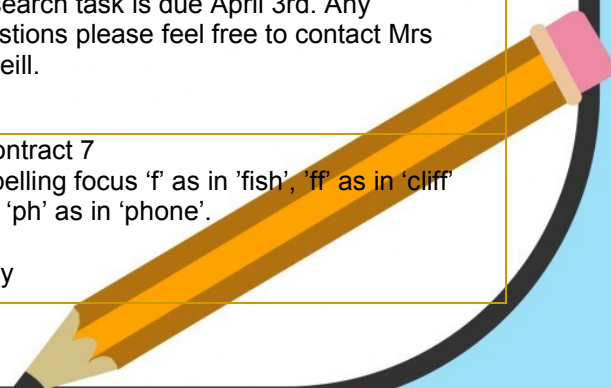 search task is due April 3rd. Any
stions please feel free to contact Mrs
eill.
ontract 7
pelling focus ‘f’ as in ’fish’, ’ff’ as in ‘cliff’
‘ph’ as in ‘phone’.
y